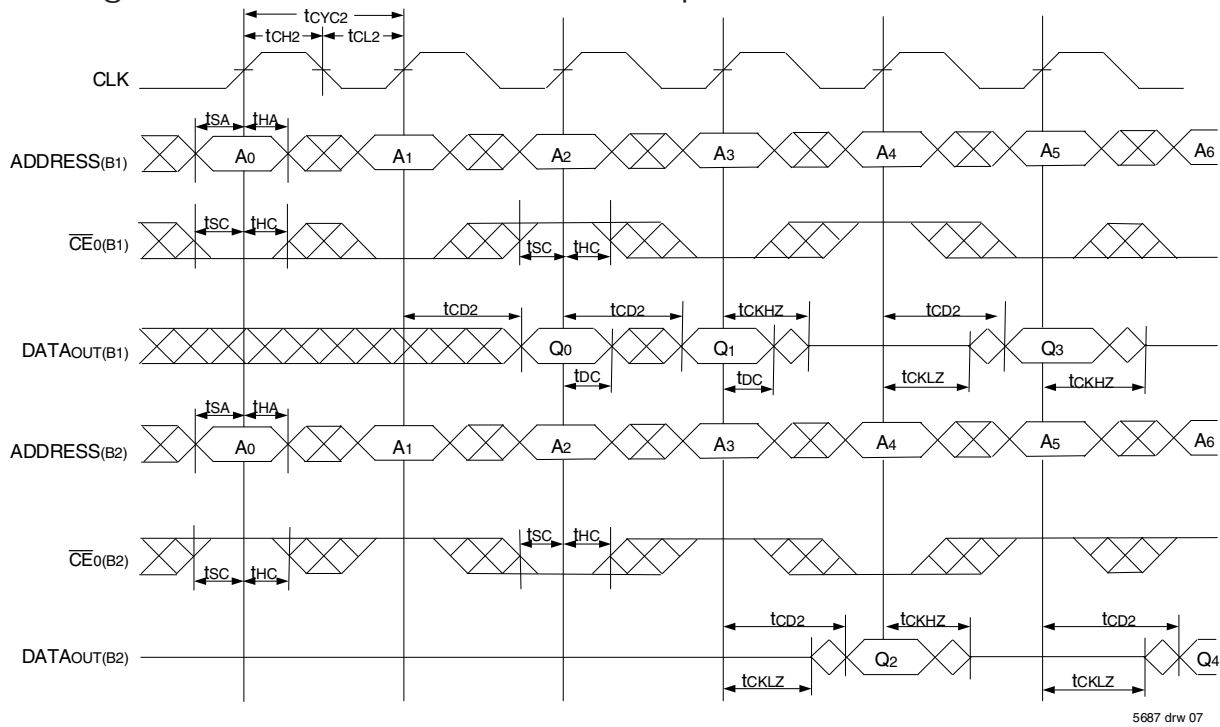 tCYC2
tCH2 tCL2
CLK
tSA tHA
ADDRESS(B1) A0 A1 A2 A3 A4 A5 A6
tSC tHC tSC tHC
CE0(B1)
tCD2 tCD2 tCKHZ tCD2
DATAOUT(B1) Q0 Q1 Q3
tDC tDC tCKLZ tCKHZ
tSA tHA
ADDRESS(B2) A0 A1 A2 A3 A4 A5 A6
tSC tHC
CE0(B2)
tSC tHC
tCD2 tCKHZ tCD2
DATAOUT(B2) Q2 Q4
tCKLZ tCKLZ
5687 drw 07